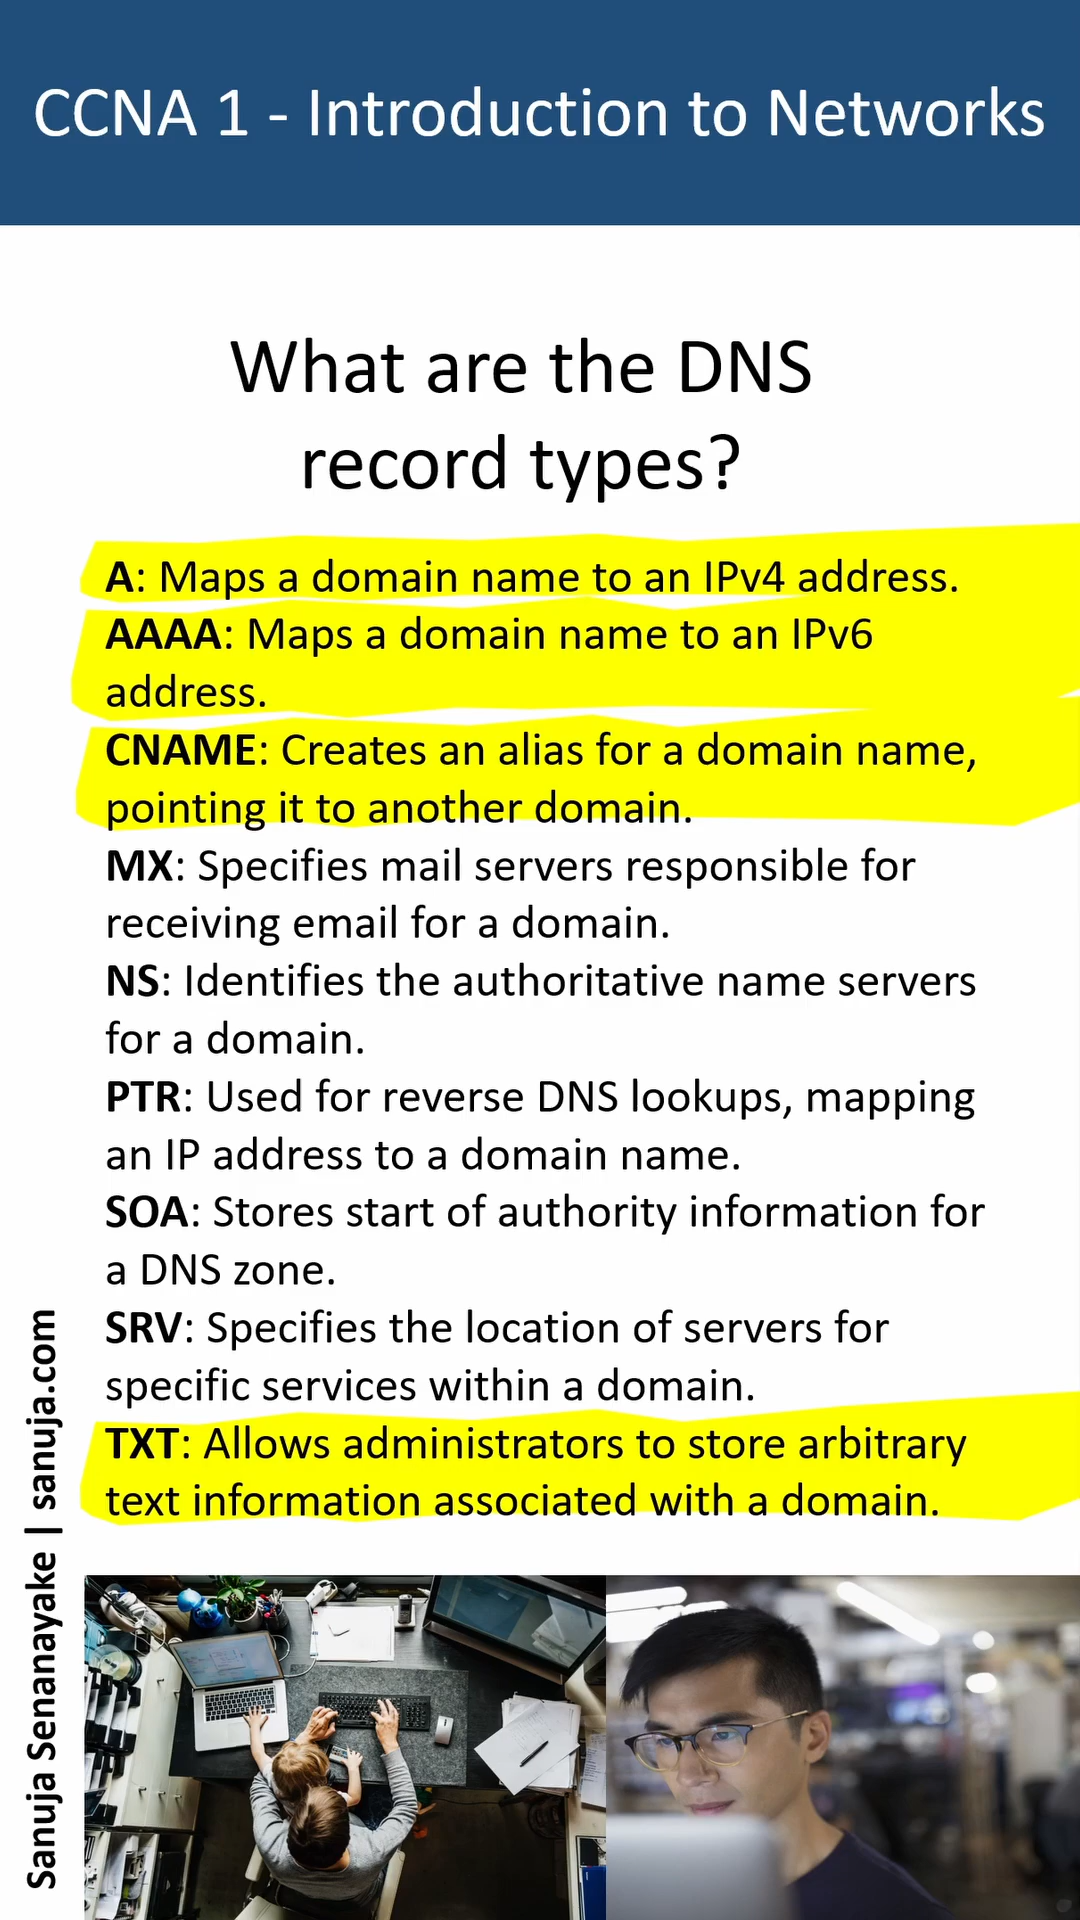 CCNA 1 - Introduction to Networks
What are the DNS
record types?
A: Maps a domain name to an IPv4 address.
AAAA: Maps a domain name to an IPv6
address.
CNAME: Creates an alias for a domain name,
pointing it to another domain.
MX: Specifies mail servers responsible for
receiving email for a domain.
NS: Identifies the authoritative name servers
for a domain.
PTR: Used for reverse DNS lookups, mapping
an IP address to a domain name.
SOA: Stores start of authority information for
a DNS zone.
SRV: Specifies the location of servers for
specific services within a domain.
TXT: Allows administrators to store arbitrary
text information associated with a domain.
Sanuja Senanayake | sanuja.com